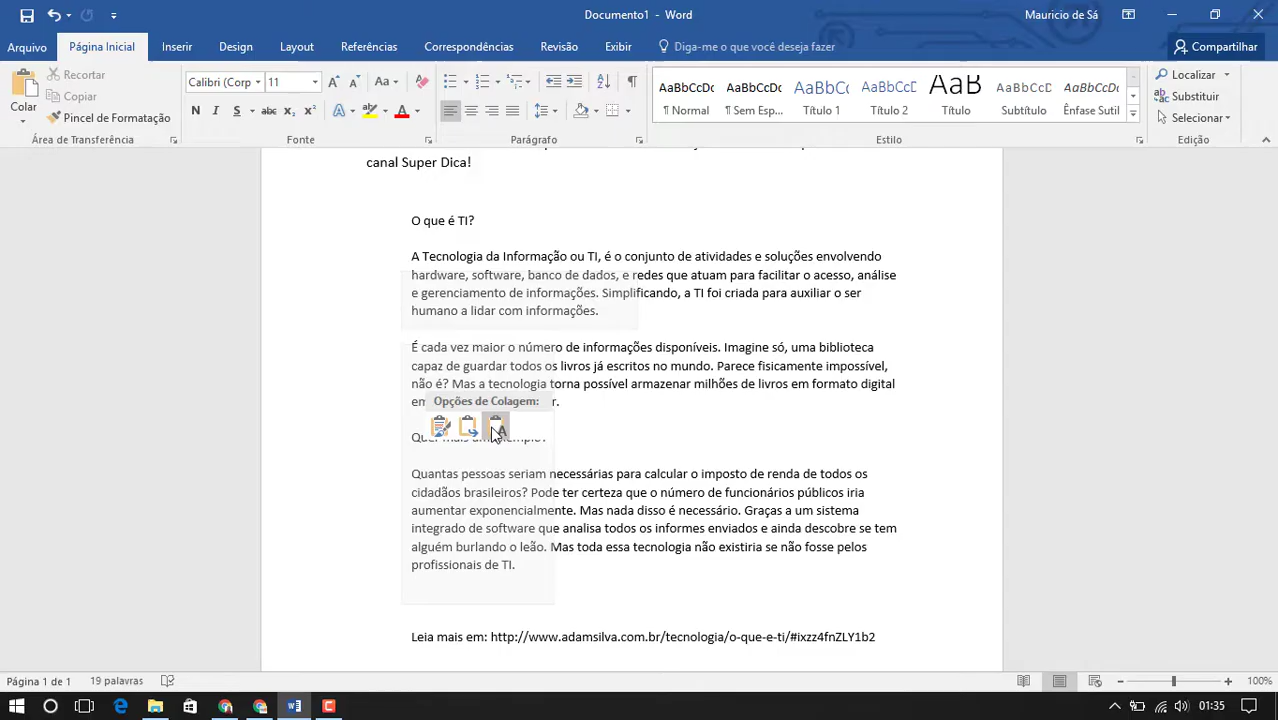 Documento1 - Word
Mauricio de Sá
Arquivo
Página Inicial
Inserir
Design
Layout
Referências
Correspondências
Revisão
Exibir
Diga-me o que você deseja fazer
Compartilhar
Colar
Recortar
Copiar
Pincel de Formatação
Área de Transferência
Calibri (Corp
11
Aa
N I S abc X₂ X²
Fonte
Parágrafo
AaBbCcDc AaBbCcDc AaBbCc AaBbCcD AaB AaBbCcD AaBbCcDc
¶ Normal
¶ Sem Esp...
Título 1
Título 2
Título
Subtítulo
Ênfase Sutil
Estilo
Localizar
Substituir
Selecionar
Edição
canal Super Dica!
O que é TI?
A Tecnologia da Informação ou TI, é o conjunto de atividades e soluções envolvendo
hardware, software, banco de dados, e redes que atuam para facilitar o acesso, análise
e gerenciamento de informações. Simplificando, a TI foi criada para auxiliar o ser
humano a lidar com informações.
É cada vez maior o número de informações disponíveis. Imagine só, uma biblioteca
capaz de guardar todos os livros já escritos no mundo. Parece fisicamente impossível,
não é? Mas a tecnologia torna possível armazenar milhões de livros em formato digital
Opções de Colagem:
Quer mais um exemplo?
Quantas pessoas seriam necessárias para calcular o imposto de renda de todos os
cidadãos brasileiros? Pode ter certeza que o número de funcionários públicos iria
aumentar exponencialmente. Mas nada disso é necessário. Graças a um sistema
integrado de software que analisa todos os informes enviados e ainda descobre se tem
alguém burlando o leão. Mas toda essa tecnologia não existiria se não fosse pelos
profissionais de TI.
Leia mais em: http://www.adamsilva.com.br/tecnologia/o-que-e-ti/#ixzz4fnZLY1b2
Página 1 de 1
19 palavras
100%
01:35